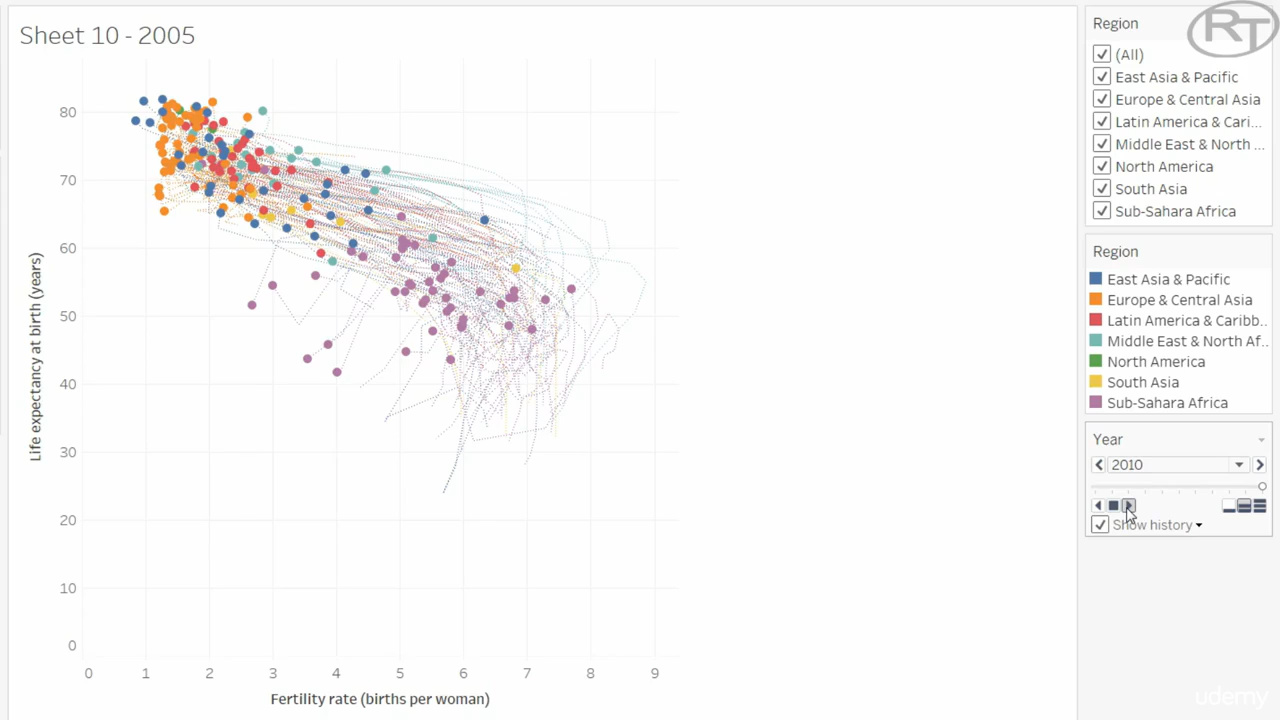 Sheet 10 - 2005
80
70
60
50
40
30
20
10
0
Life expectancy at birth (years)
0 1 2 3 4 5 6 7 8 9
Fertility rate (births per woman)
RT
Region
(All)
East Asia & Pacific
Europe & Central Asia
Latin America & Cari...
Middle East & North ...
North America
South Asia
Sub-Sahara Africa
Region
East Asia & Pacific
Europe & Central Asia
Latin America & Caribb..
Middle East & North Af..
North America
South Asia
Sub-Sahara Africa
Year
2010
Show history
udemy